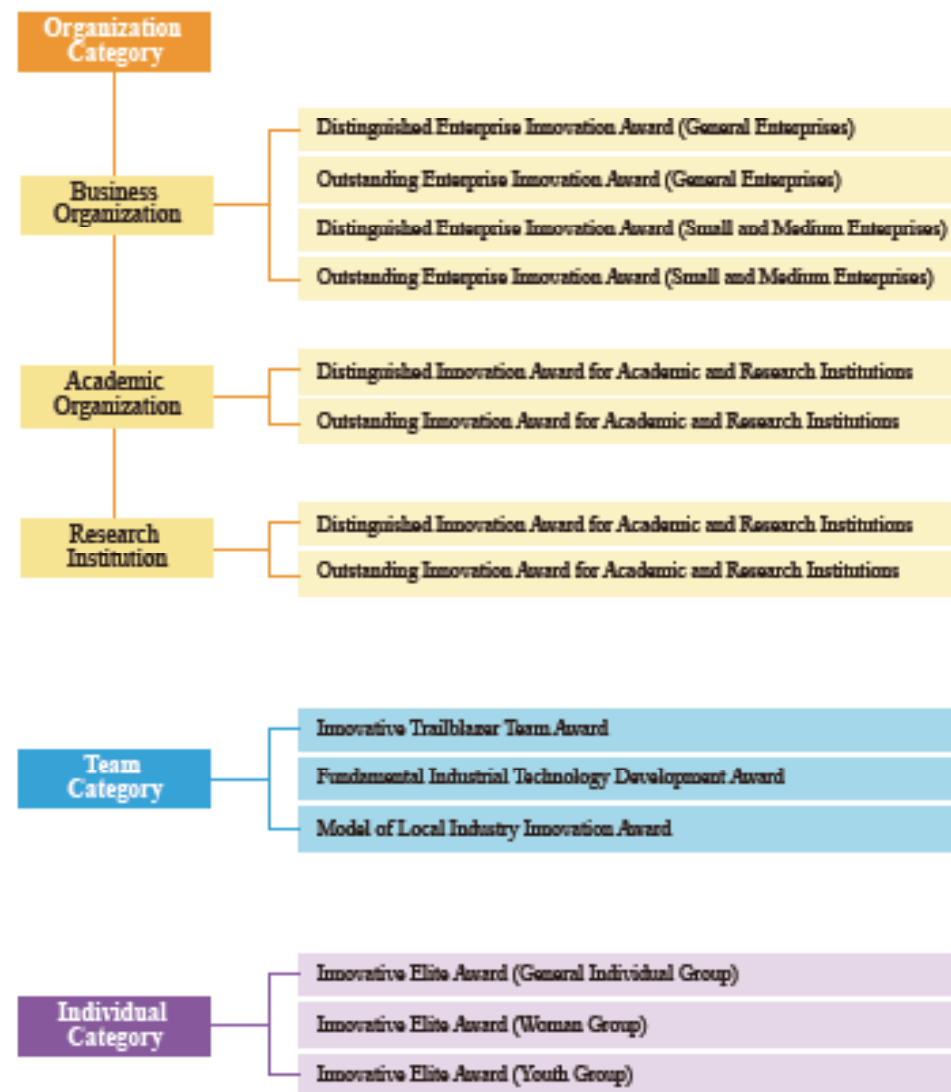 Organization
Category
Distinguished Enterprise Innovation Award (General Enterprises)
Outstanding Enterprise Innovation Award (General Enterprises)
Business
Organization
Distinguished Enterprise Innovation Award (Small and Medium Enterprises)
Outstanding Enterprise Innovation Award (Small and Medium Enterprises)
Academic
Organization
Distinguished Innovation Award for Academic and Research Institutions
Outstanding Innovation Award for Academic and Research Institutions
Research
Institution
Distinguished Innovation Award for Academic and Research Institutions
Outstanding Innovation Award for Academic and Research Institutions
Team
Category
Innovative Trailblazer Team Award
Fundamental Industrial Technology Development Award
Model of Local Industry Innovation Award
Individual
Category
Innovative Elite Award (General Individual Group)
Innovative Elite Award (Woman Group)
Innovative Elite Award (Youth Group)